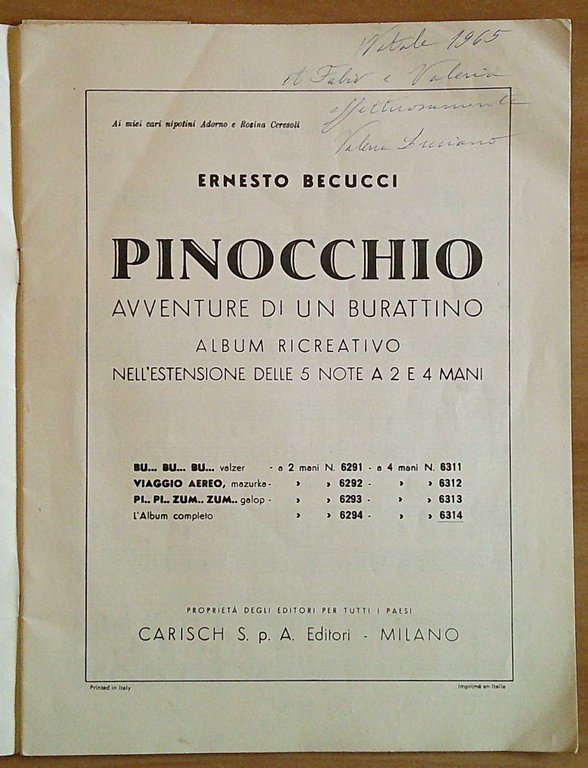 Natale 1965
A Fabio e Valeria
affettuosamente
Valeria Luciano
Ai miei cari nipotini Adorno e Rosina Ceresoli
ERNESTO BECUCCI
PINOCCHIO
AVVENTURE DI UN BURATTINO
ALBUM RICREATIVO
NELL'ESTENSIONE DELLE 5 NOTE A 2 E 4 MANI
BU... BU... BU... valzer - a 2 mani N. 6291 - a 4 mani N. 6311
VIAGGIO AEREO, mazurka - » » 6292 - » » 6312
PI.. PI.. ZUM.. ZUM.. galop - » » 6293 - » » 6313
L'Album completo » » 6294 - » » 6314
PROPRIETÀ DEGLI EDITORI PER TUTTI I PAESI
CARISCH S. p. A. Editori - MILANO
Printed in Italy Imprimé en Italie